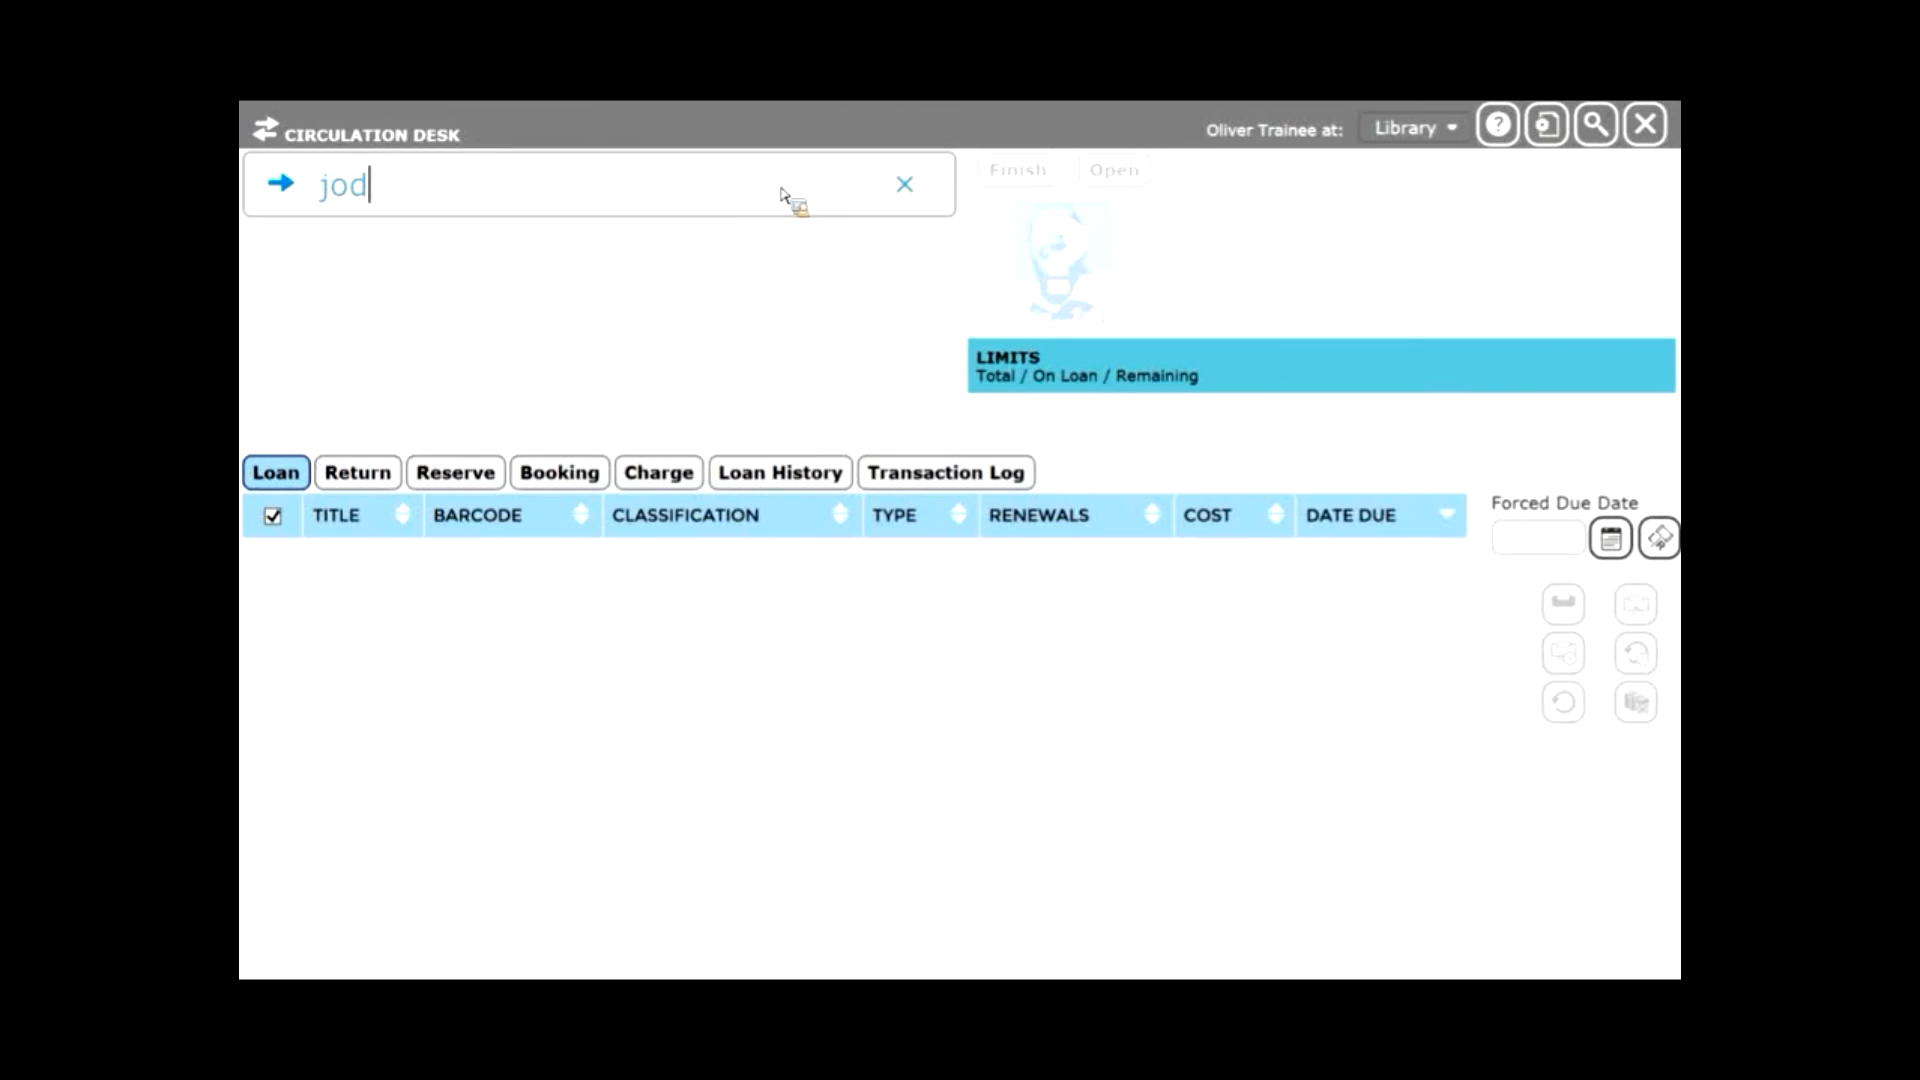 CIRCULATION DESK
Oliver Trainee at: Library
jod
Finish Open
LIMITS
Total / On Loan / Remaining
Loan Return Reserve Booking Charge Loan History Transaction Log
TITLE BARCODE CLASSIFICATION TYPE RENEWALS COST DATE DUE
Forced Due Date